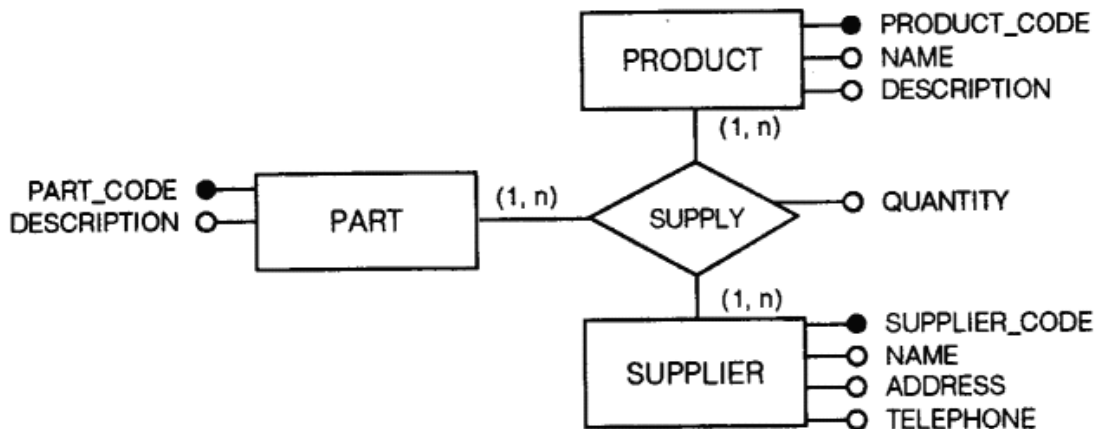 PRODUCT
PRODUCT_CODE
NAME
DESCRIPTION
(1, n)
PART_CODE
DESCRIPTION
PART
(1, n)
SUPPLY
QUANTITY
(1, n)
SUPPLIER
SUPPLIER_CODE
NAME
ADDRESS
TELEPHONE